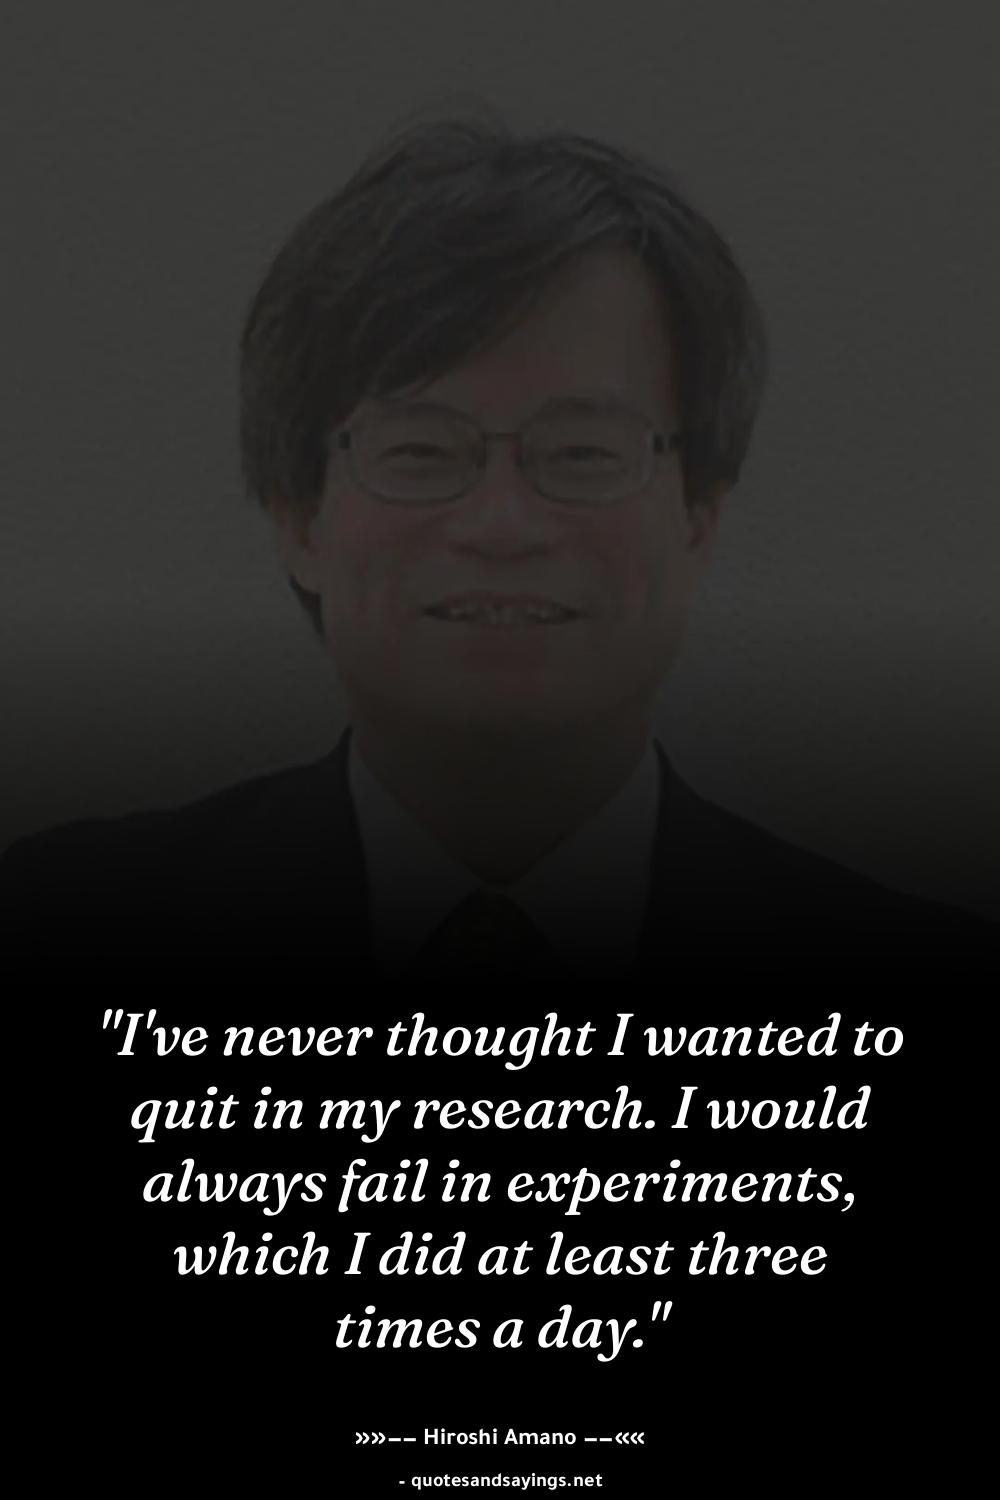 "I've never thought I wanted to
quit in my research. I would
always fail in experiments,
which I did at least three
times a day."
»»−− Hiroshi Amano −−««
- quotesandsayings.net